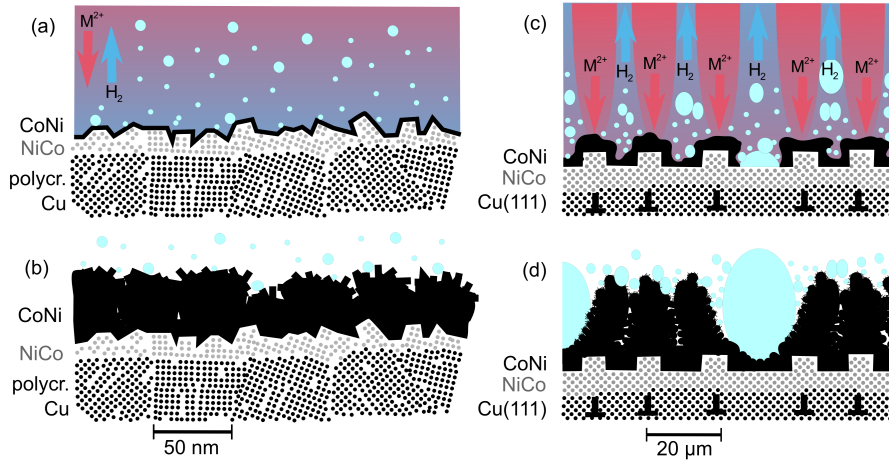 (a)
M²⁺
H₂
CoNi
NiCo
polycr.
Cu
(b)
CoNi
NiCo
polycr.
Cu
50 nm
(c)
M²⁺ M²⁺ M²⁺ M²⁺ M²⁺
H₂ H₂ H₂ H₂
CoNi
NiCo
Cu(111)
(d)
CoNi
NiCo
Cu(111)
20 µm